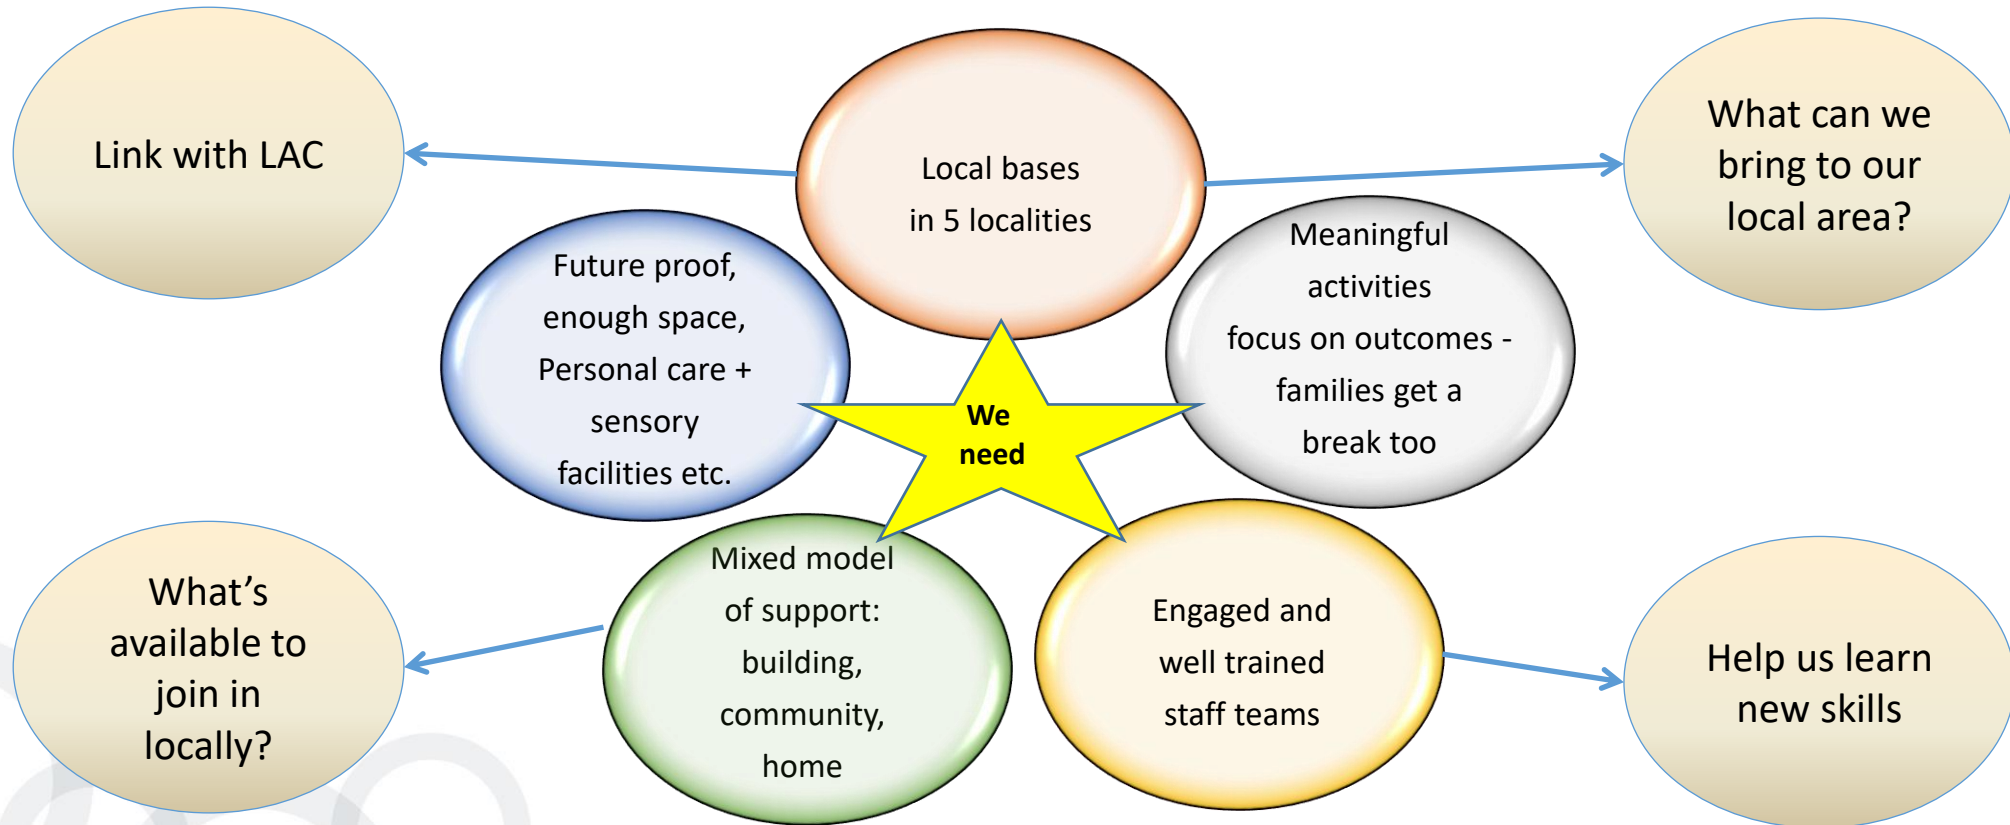 Link with LAC
Local bases
in 5 localities
What can we
bring to our
local area?
Future proof,
enough space,
Personal care +
sensory
facilities etc.
Meaningful
activities
focus on outcomes -
families get a
break too
We
need
What's
available to
join in
locally?
Mixed model
of support:
building,
community,
home
Engaged and
well trained
staff teams
Help us learn
new skills